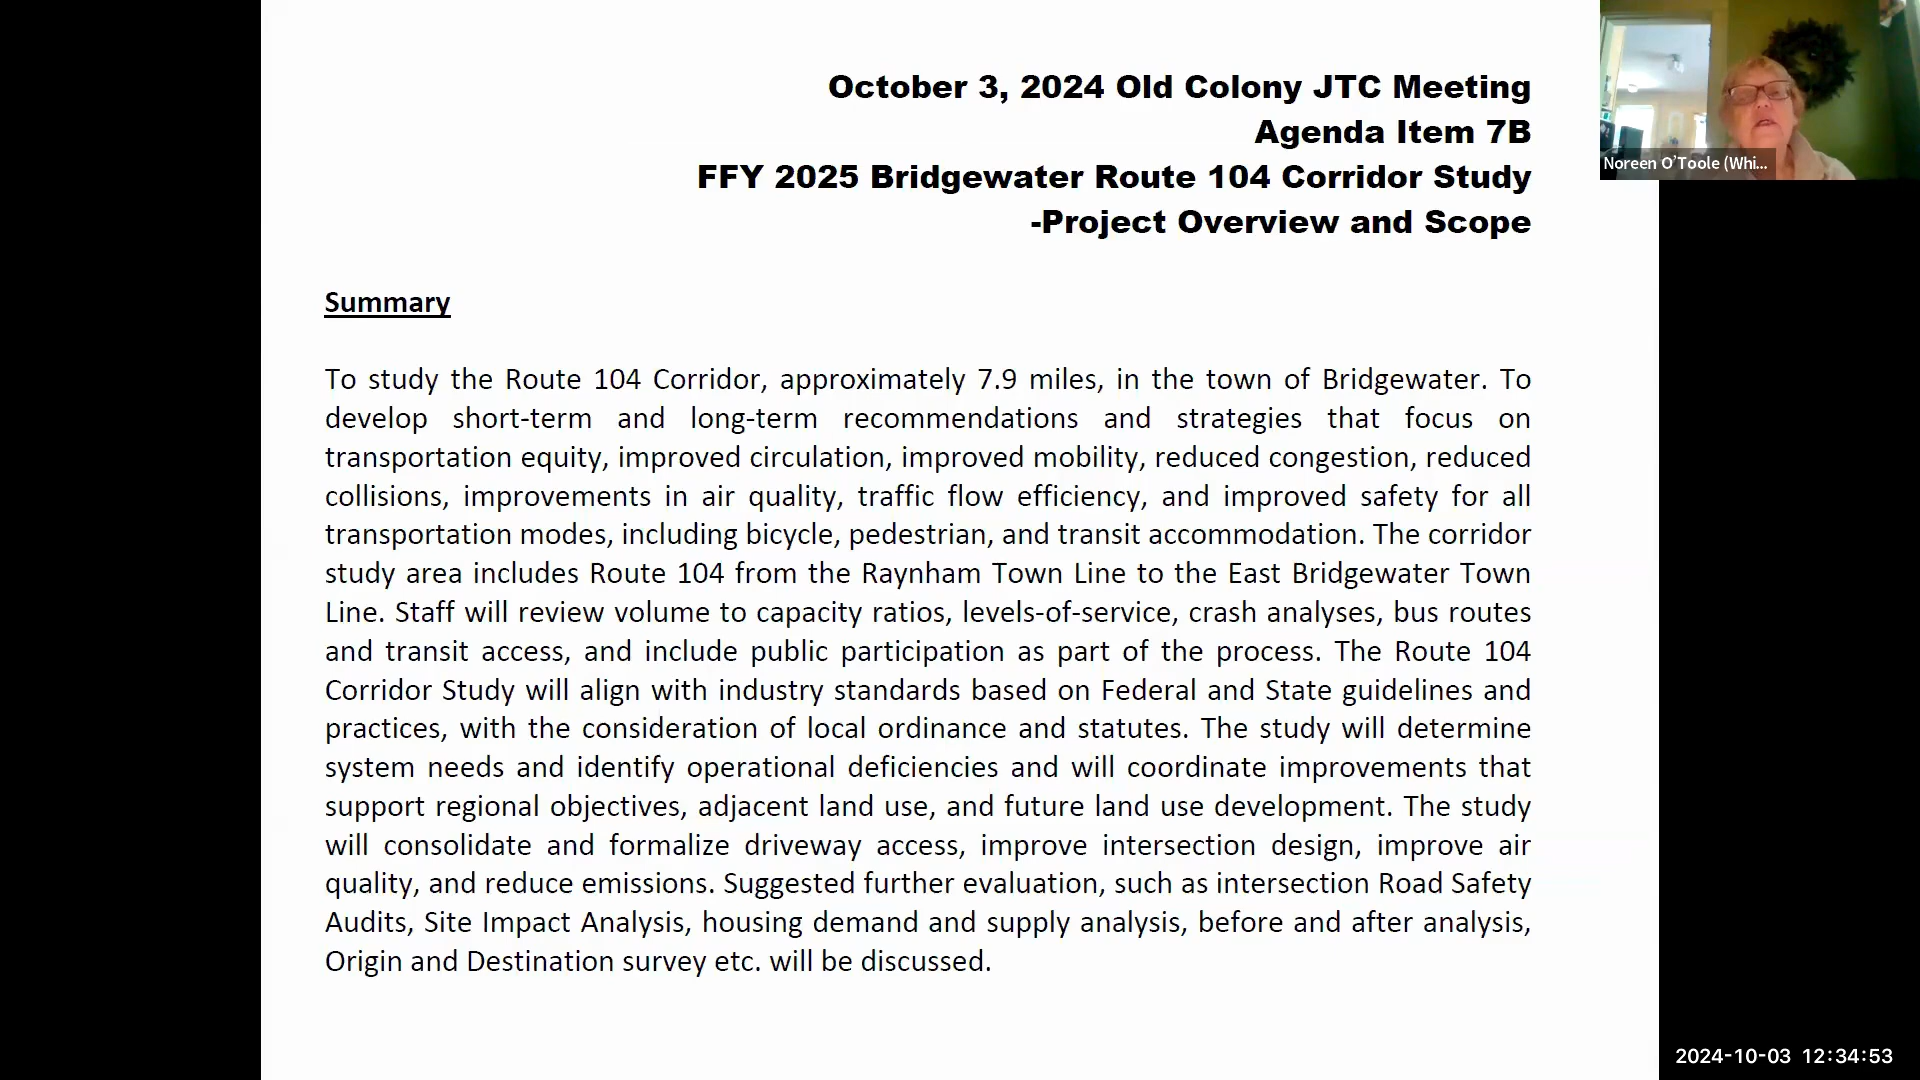 October 3, 2024 Old Colony JTC Meeting
Agenda Item 7B
FFY 2025 Bridgewater Route 104 Corridor Study
-Project Overview and Scope
Noreen O’Toole (Whi...
Summary
To study the Route 104 Corridor, approximately 7.9 miles, in the town of Bridgewater. To
develop short-term and long-term recommendations and strategies that focus on
transportation equity, improved circulation, improved mobility, reduced congestion, reduced
collisions, improvements in air quality, traffic flow efficiency, and improved safety for all
transportation modes, including bicycle, pedestrian, and transit accommodation. The corridor
study area includes Route 104 from the Raynham Town Line to the East Bridgewater Town
Line. Staff will review volume to capacity ratios, levels-of-service, crash analyses, bus routes
and transit access, and include public participation as part of the process. The Route 104
Corridor Study will align with industry standards based on Federal and State guidelines and
practices, with the consideration of local ordinance and statutes. The study will determine
system needs and identify operational deficiencies and will coordinate improvements that
support regional objectives, adjacent land use, and future land use development. The study
will consolidate and formalize driveway access, improve intersection design, improve air
quality, and reduce emissions. Suggested further evaluation, such as intersection Road Safety
Audits, Site Impact Analysis, housing demand and supply analysis, before and after analysis,
Origin and Destination survey etc. will be discussed.
2024-10-03 12:34:53